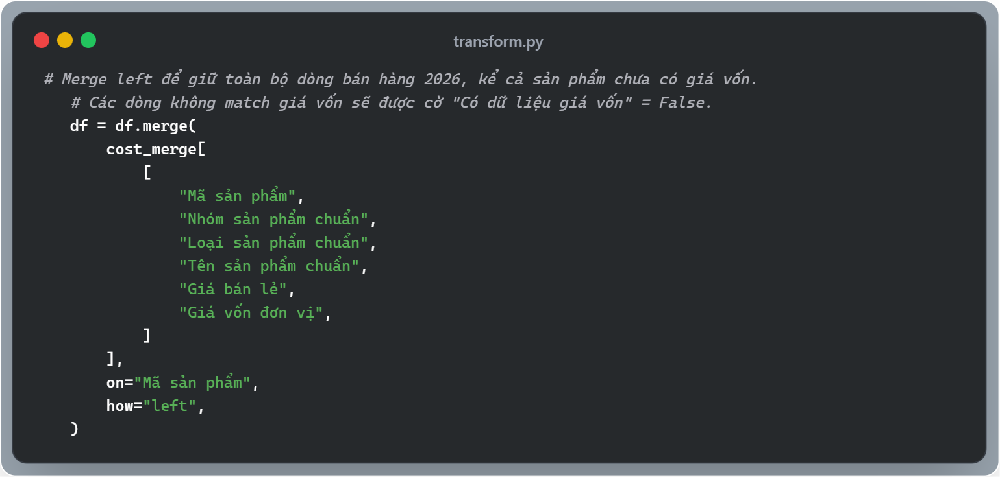 transform.py
# Merge left để giữ toàn bộ dòng bán hàng 2026, kể cả sản phẩm chưa có giá vốn.
    # Các dòng không match giá vốn sẽ được cờ "Có dữ liệu giá vốn" = False.
    df = df.merge(
        cost_merge[
            [
                "Mã sản phẩm",
                "Nhóm sản phẩm chuẩn",
                "Loại sản phẩm chuẩn",
                "Tên sản phẩm chuẩn",
                "Giá bán lẻ",
                "Giá vốn đơn vị",
            ]
        ],
        on="Mã sản phẩm",
        how="left",
    )